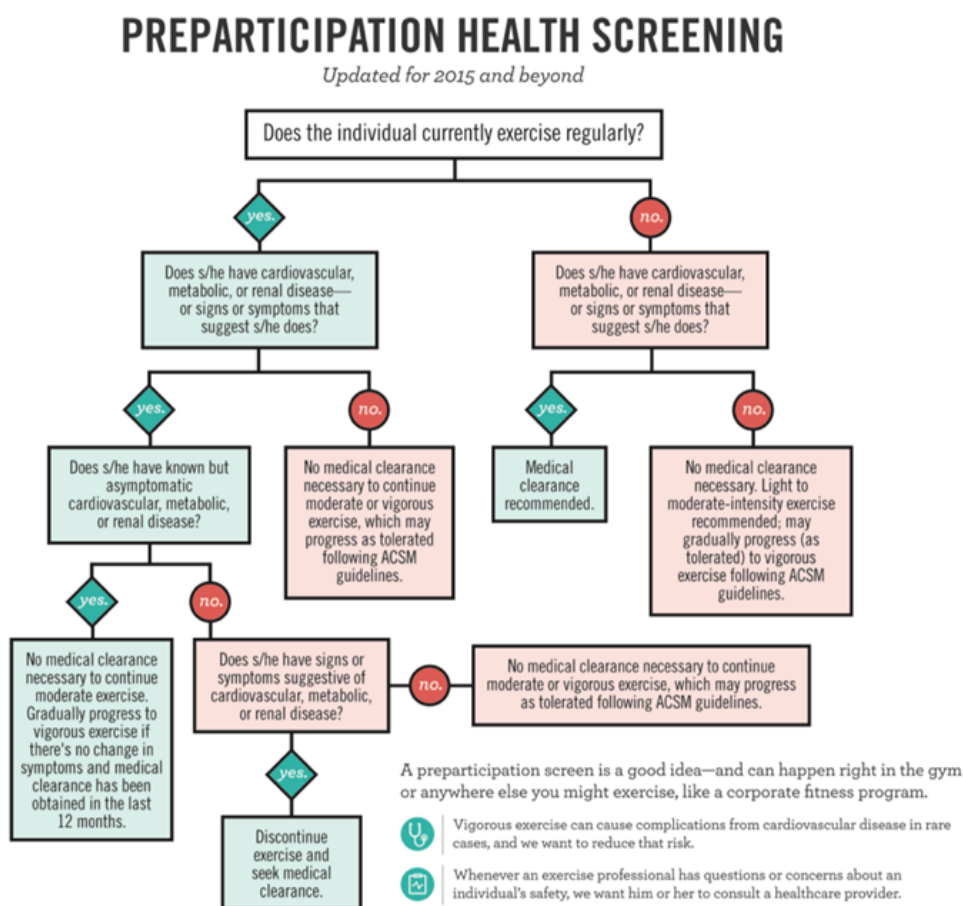 PREPARTICIPATION HEALTH SCREENING
Updated for 2015 and beyond
Does the individual currently exercise regularly?
yes.
no.
Does s/he have cardiovascular,
metabolic, or renal disease—
or signs or symptoms that
suggest s/he does?
Does s/he have cardiovascular,
metabolic, or renal disease—
or signs or symptoms that
suggest s/he does?
yes.
no.
yes.
no.
Does s/he have known but
asymptomatic
cardiovascular, metabolic,
or renal disease?
No medical clearance
necessary to continue
moderate or vigorous
exercise, which may
progress as tolerated
following ACSM
guidelines.
Medical
clearance
recommended.
No medical clearance
necessary. Light to
moderate-intensity exercise
recommended; may
gradually progress (as
tolerated) to vigorous
exercise following ACSM
guidelines.
yes.
no.
No medical clearance
necessary to continue
moderate exercise.
Gradually progress to
vigorous exercise if
there's no change in
symptoms and medical
clearance has been
obtained in the last
12 months.
Does s/he have signs or
symptoms suggestive of
cardiovascular, metabolic,
or renal disease?
no.
No medical clearance necessary to continue
moderate or vigorous exercise, which may progress
as tolerated following ACSM guidelines.
yes.
Discontinue
exercise and
seek medical
clearance.
A preparticipation screen is a good idea—and can happen right in the gym
or anywhere else you might exercise, like a corporate fitness program.
Vigorous exercise can cause complications from cardiovascular disease in rare
cases, and we want to reduce that risk.
Whenever an exercise professional has questions or concerns about an
individual's safety, we want him or her to consult a healthcare provider.